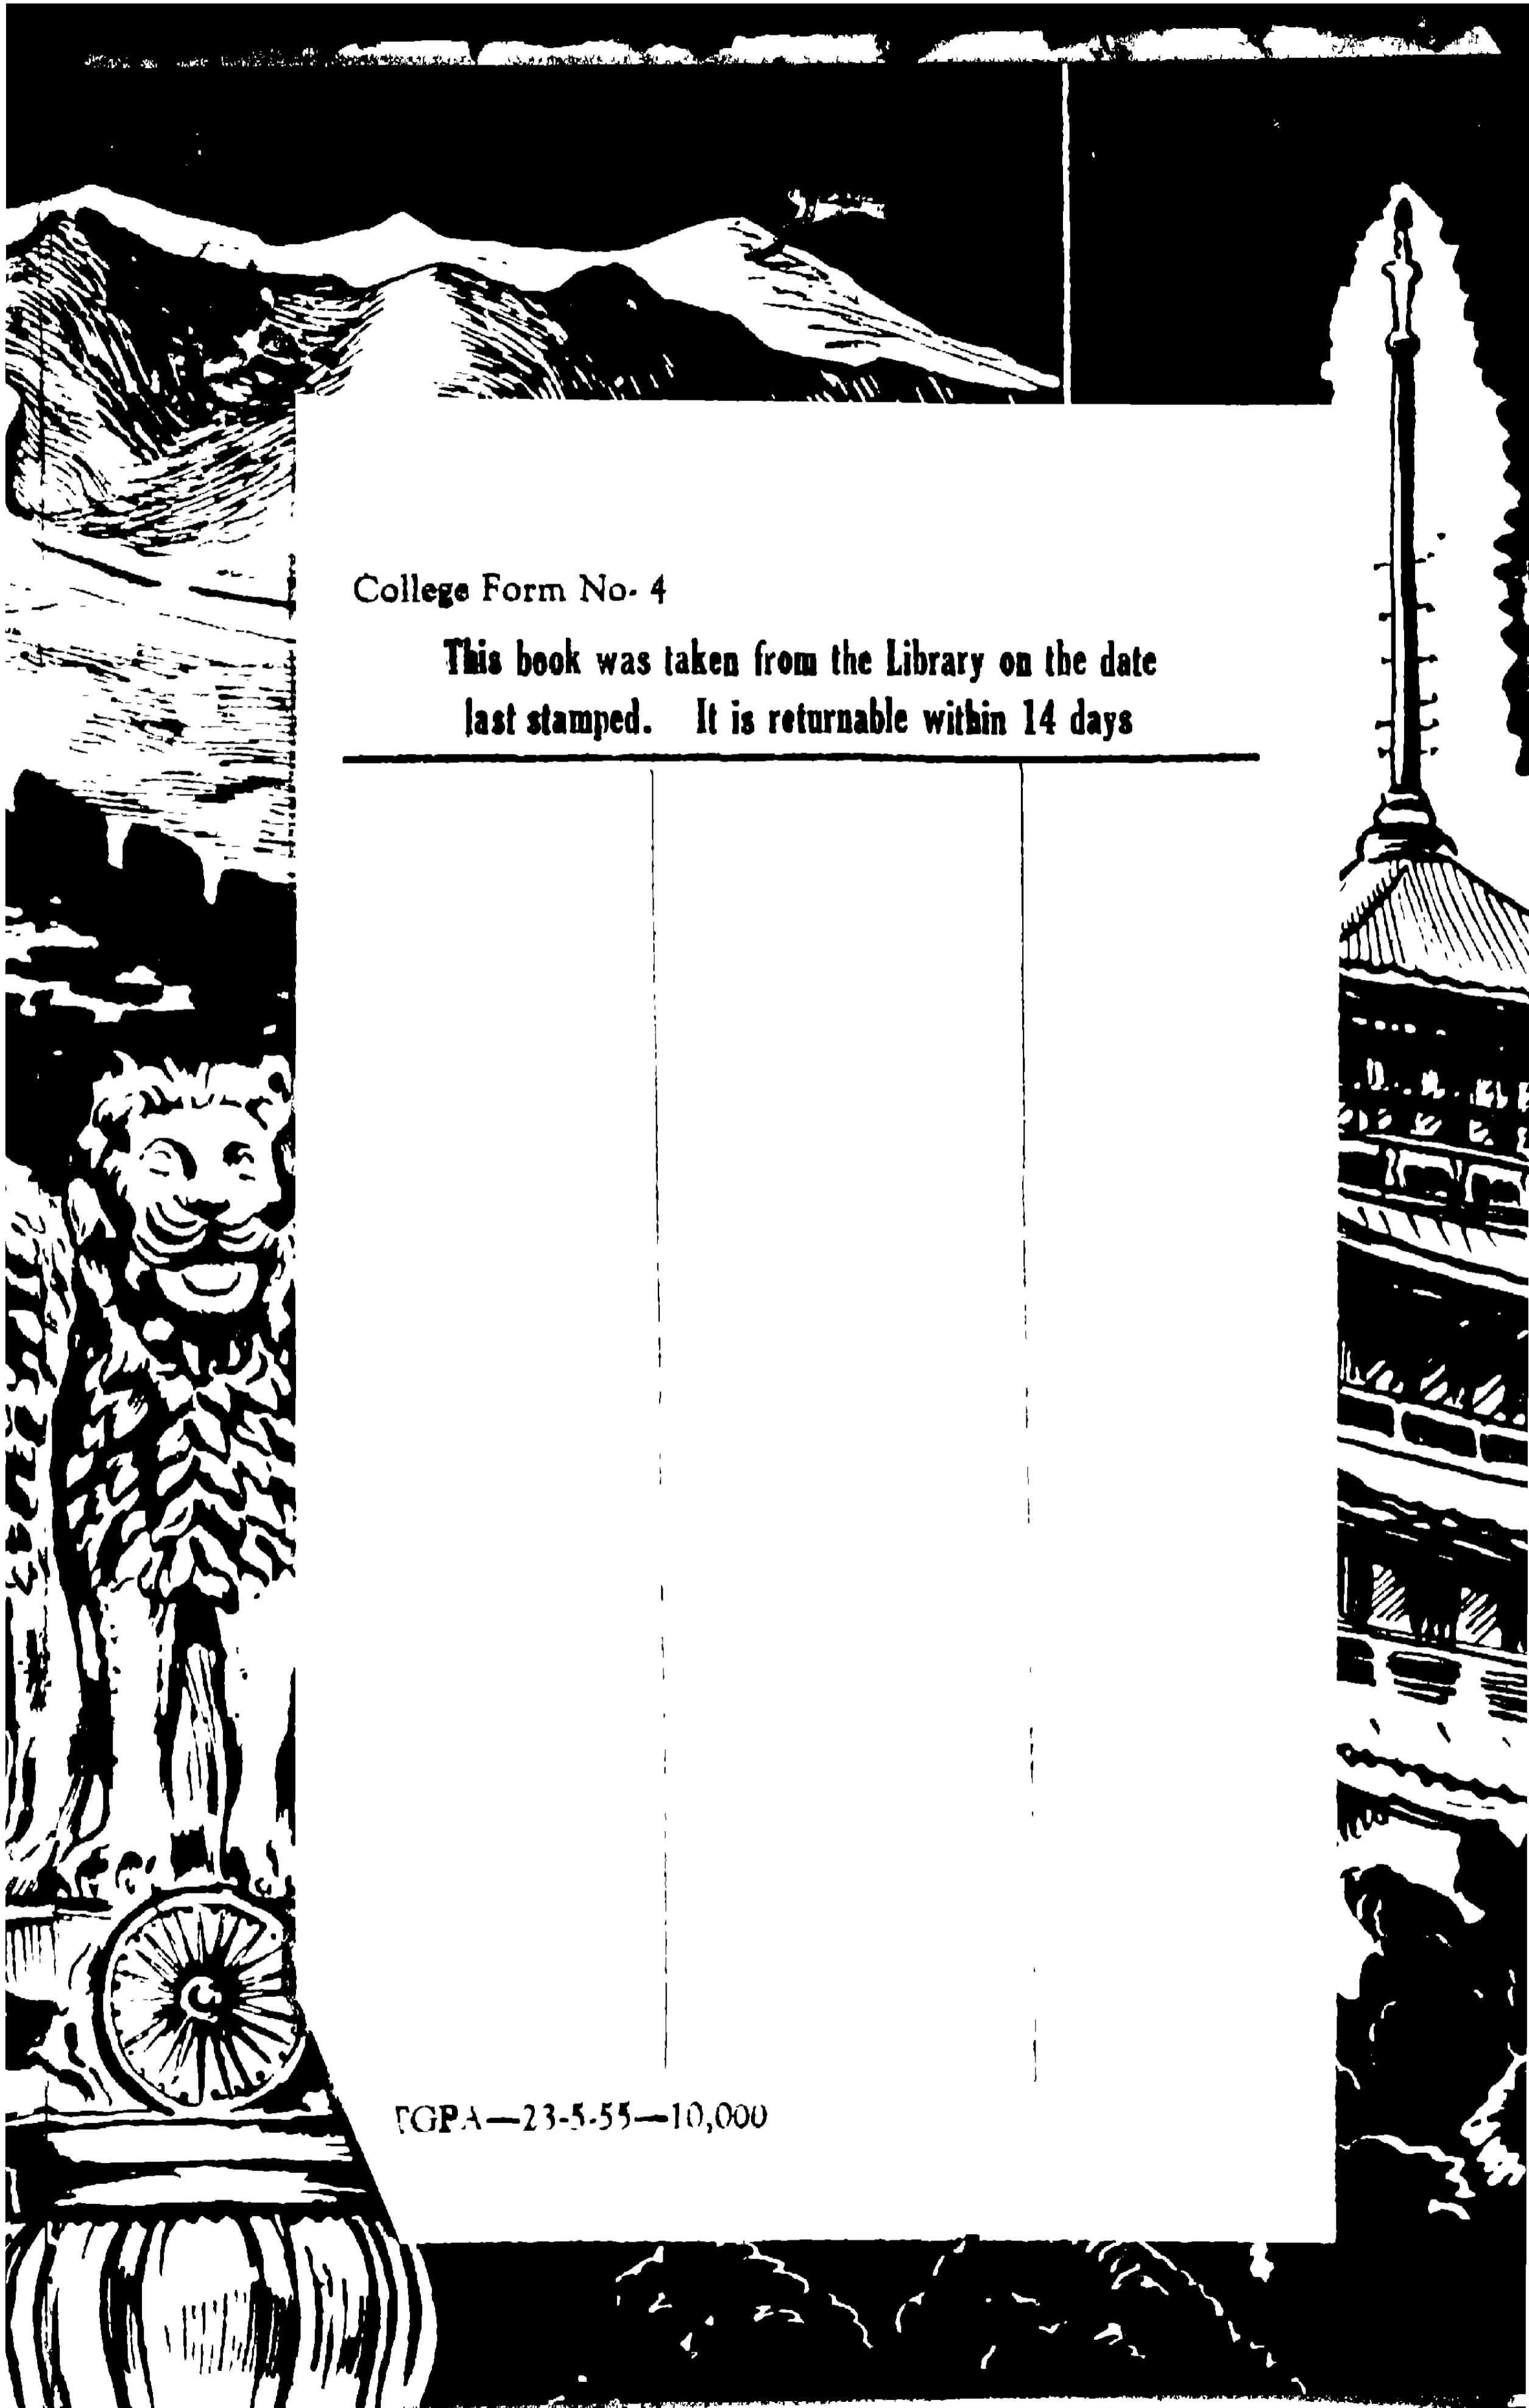 College Form No. 4
This book was taken from the Library on the date
last stamped. It is returnable within 14 days
TGPA—23-5-55—10,000